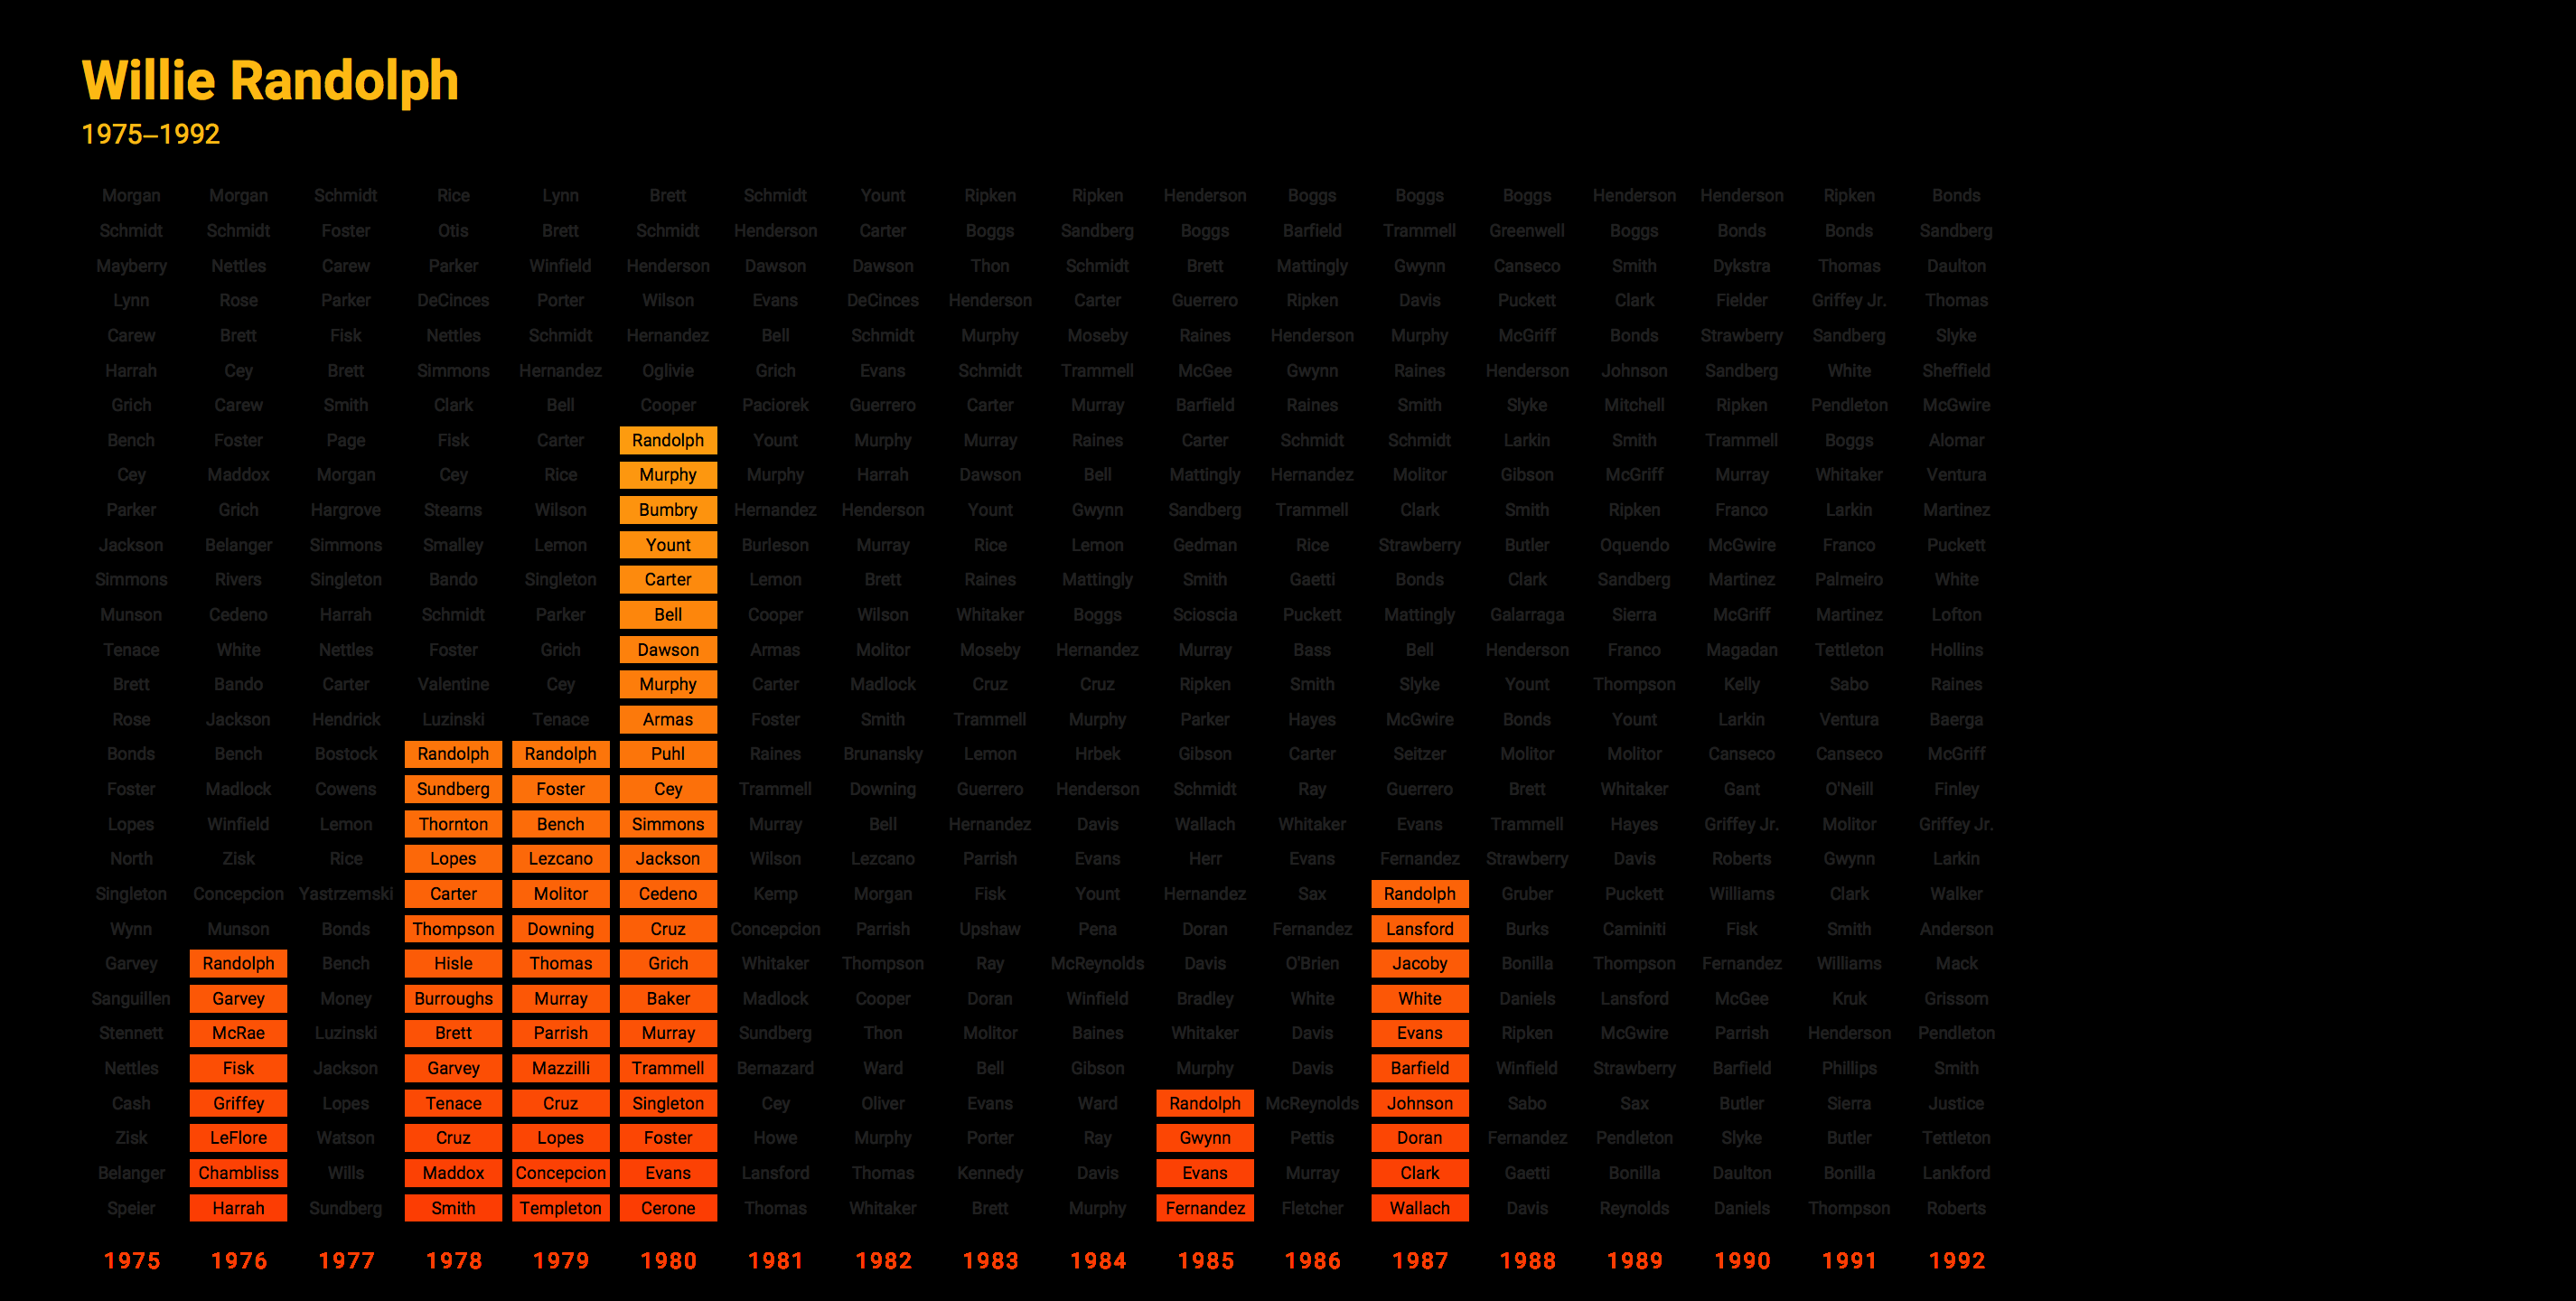 Willie Randolph
1975–1992
Morgan Morgan Schmidt Rice Lynn Brett Schmidt Yount Ripken Ripken Henderson Boggs Boggs Boggs Henderson Henderson Ripken Bonds
Schmidt Schmidt Foster Otis Brett Schmidt Henderson Carter Boggs Sandberg Boggs Barfield Trammell Greenwell Boggs Bonds Bonds Sandberg
Mayberry Nettles Carew Parker Winfield Henderson Dawson Dawson Thon Schmidt Brett Mattingly Gwynn Canseco Smith Dykstra Thomas Daulton
Lynn Rose Parker DeCinces Porter Wilson Evans DeCinces Henderson Carter Guerrero Ripken Davis Puckett Clark Fielder Griffey Jr. Thomas
Carew Brett Fisk Nettles Schmidt Hernandez Bell Schmidt Murphy Moseby Raines Henderson Murphy McGriff Bonds Strawberry Sandberg Slyke
Harrah Cey Brett Simmons Hernandez Oglivie Grich Evans Schmidt Trammell McGee Gwynn Raines Henderson Johnson Sandberg White Sheffield
Grich Carew Smith Clark Bell Cooper Paciorek Guerrero Carter Murray Barfield Raines Smith Slyke Mitchell Ripken Pendleton McGwire
Bench Foster Page Fisk Carter Randolph Yount Murphy Murray Raines Carter Schmidt Schmidt Larkin Smith Trammell Boggs Alomar
Cey Maddox Morgan Cey Rice Murphy Murphy Harrah Dawson Bell Mattingly Hernandez Molitor Gibson McGriff Murray Whitaker Ventura
Parker Grich Hargrove Stearns Wilson Bumbry Hernandez Henderson Yount Gwynn Sandberg Trammell Clark Smith Ripken Franco Larkin Martinez
Jackson Belanger Simmons Smalley Lemon Yount Burleson Murray Rice Lemon Gedman Rice Strawberry Butler Oquendo McGwire Franco Puckett
Simmons Rivers Singleton Bando Singleton Carter Lemon Brett Raines Mattingly Smith Gaetti Bonds Clark Sandberg Martinez Palmeiro White
Munson Cedeno Harrah Schmidt Parker Bell Cooper Wilson Whitaker Boggs Scioscia Puckett Mattingly Galarraga Sierra McGriff Martinez Lofton
Tenace White Nettles Foster Grich Dawson Armas Molitor Moseby Hernandez Murray Bass Bell Henderson Franco Magadan Tettleton Hollins
Brett Bando Carter Valentine Cey Murphy Carter Madlock Cruz Cruz Ripken Smith Slyke Yount Thompson Kelly Sabo Raines
Rose Jackson Hendrick Luzinski Tenace Armas Foster Smith Trammell Murphy Parker Hayes McGwire Bonds Yount Larkin Ventura Baerga
Bonds Bench Bostock Randolph Randolph Puhl Raines Brunansky Lemon Hrbek Gibson Carter Seitzer Molitor Molitor Canseco Canseco McGriff
Foster Madlock Cowens Sundberg Foster Cey Trammell Downing Guerrero Henderson Schmidt Ray Guerrero Brett Whitaker Gant O'Neill Finley
Lopes Winfield Lemon Thornton Bench Simmons Murray Bell Hernandez Davis Wallach Whitaker Evans Trammell Hayes Griffey Jr. Molitor Griffey Jr.
North Zisk Rice Lopes Lezcano Jackson Wilson Lezcano Parrish Evans Herr Evans Fernandez Strawberry Davis Roberts Gwynn Larkin
Singleton Concepcion Yastrzemski Carter Molitor Cedeno Kemp Morgan Fisk Yount Hernandez Sax Randolph Gruber Puckett Williams Clark Walker
Wynn Munson Bonds Thompson Downing Cruz Concepcion Parrish Upshaw Pena Doran Fernandez Lansford Burks Caminiti Fisk Smith Anderson
Garvey Randolph Bench Hisle Thomas Grich Whitaker Thompson Ray McReynolds Davis O'Brien Jacoby Bonilla Thompson Fernandez Williams Mack
Sanguillen Garvey Money Burroughs Murray Baker Madlock Cooper Doran Winfield Bradley White White Daniels Lansford McGee Kruk Grissom
Stennett McRae Luzinski Brett Parrish Murray Sundberg Thon Molitor Baines Whitaker Davis Evans Ripken McGwire Parrish Henderson Pendleton
Nettles Fisk Jackson Garvey Mazzilli Trammell Bernazard Ward Bell Gibson Murphy Davis Barfield Winfield Strawberry Barfield Phillips Smith
Cash Griffey Lopes Tenace Cruz Singleton Cey Oliver Evans Ward Randolph McReynolds Johnson Sabo Sax Butler Sierra Justice
Zisk LeFlore Watson Cruz Lopes Foster Howe Murphy Porter Ray Gwynn Pettis Doran Fernandez Pendleton Slyke Butler Tettleton
Belanger Chambliss Wills Maddox Concepcion Evans Lansford Thomas Kennedy Davis Evans Murray Clark Gaetti Bonilla Daulton Bonilla Lankford
Speier Harrah Sundberg Smith Templeton Cerone Thomas Whitaker Brett Murphy Fernandez Fletcher Wallach Davis Reynolds Daniels Thompson Roberts
1975 1976 1977 1978 1979 1980 1981 1982 1983 1984 1985 1986 1987 1988 1989 1990 1991 1992